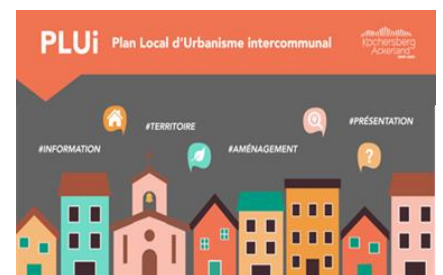 PLUi Plan Local d'Urbanisme intercommunal
Kochersberg
Ackerland
#TERRITOIRE
#PRÉSENTATION
#INFORMATION
#AMÉNAGEMENT
?